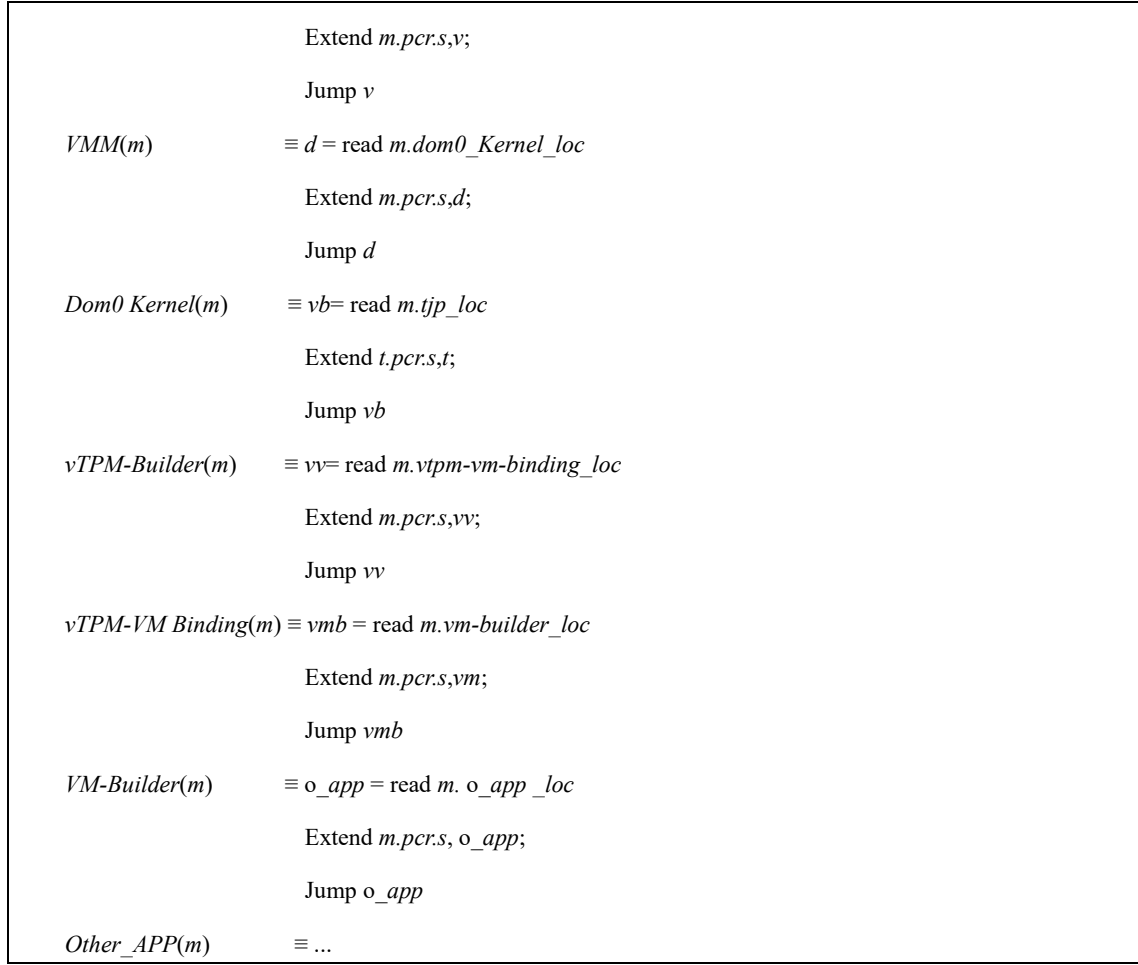 Extend m.pcr.s,v;
Jump v
VMM(m) ≡ d = read m.dom0_Kernel_loc
Extend m.pcr.s,d;
Jump d
Dom0 Kernel(m) ≡ vb= read m.tjp_loc
Extend t.pcr.s,t;
Jump vb
vTPM-Builder(m) ≡ vv= read m.vtpm-vm-binding_loc
Extend m.pcr.s,vv;
Jump vv
vTPM-VM Binding(m) ≡ vmb = read m.vm-builder_loc
Extend m.pcr.s,vm;
Jump vmb
VM-Builder(m) ≡ o_app = read m. o_app _loc
Extend m.pcr.s, o_app;
Jump o_app
Other_APP(m) ≡ ...